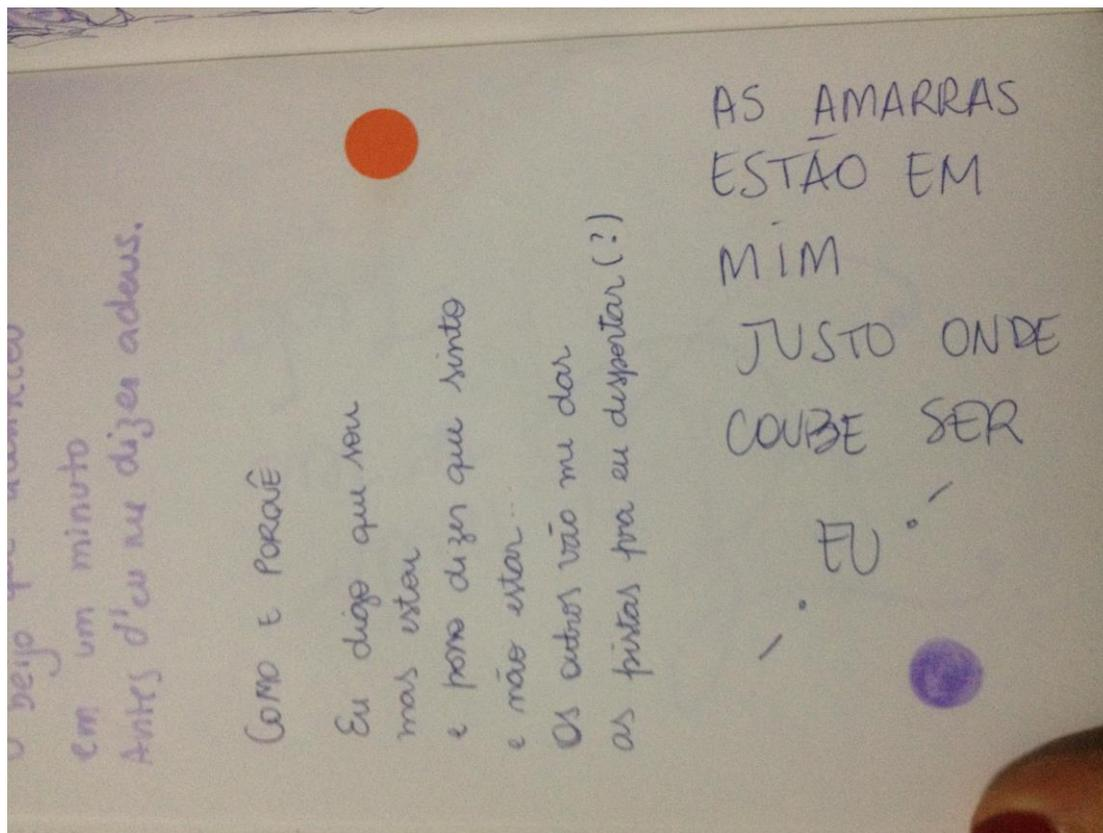 beijo
em um minuto
Antes d'eu me dizer adeus.
COMO E PORQUÊ
Eu digo que sou
mas estou
e posso dizer que sinto
e não estar...
Os outros vão me dar
as pistas pra eu despertar (?)
AS AMARRAS
ESTÃO EM
MIM
JUSTO ONDE
COUBE SER
EU